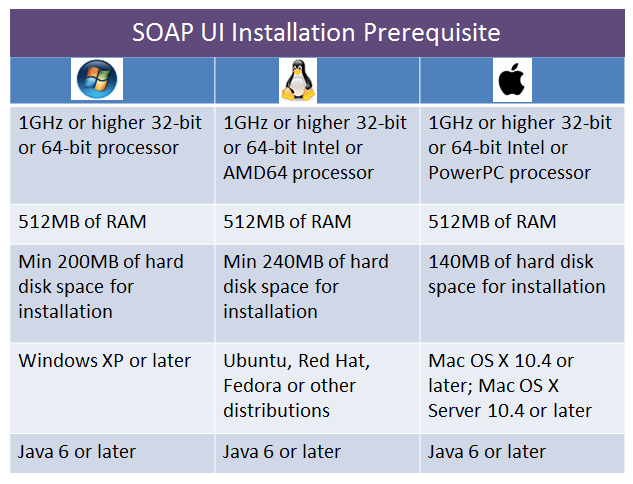 SOAP UI Installation Prerequisite
1GHz or higher 32-bit
or 64-bit processor
1GHz or higher 32-bit
or 64-bit Intel or
AMD64 processor
1GHz or higher 32-bit
or 64-bit Intel or
PowerPC processor
512MB of RAM
512MB of RAM
512MB of RAM
Min 200MB of hard
disk space for
installation
Min 240MB of hard
disk space for
installation
140MB of hard disk
space for installation
Windows XP or later
Ubuntu, Red Hat,
Fedora or other
distributions
Mac OS X 10.4 or
later; Mac OS X
Server 10.4 or later
Java 6 or later
Java 6 or later
Java 6 or later